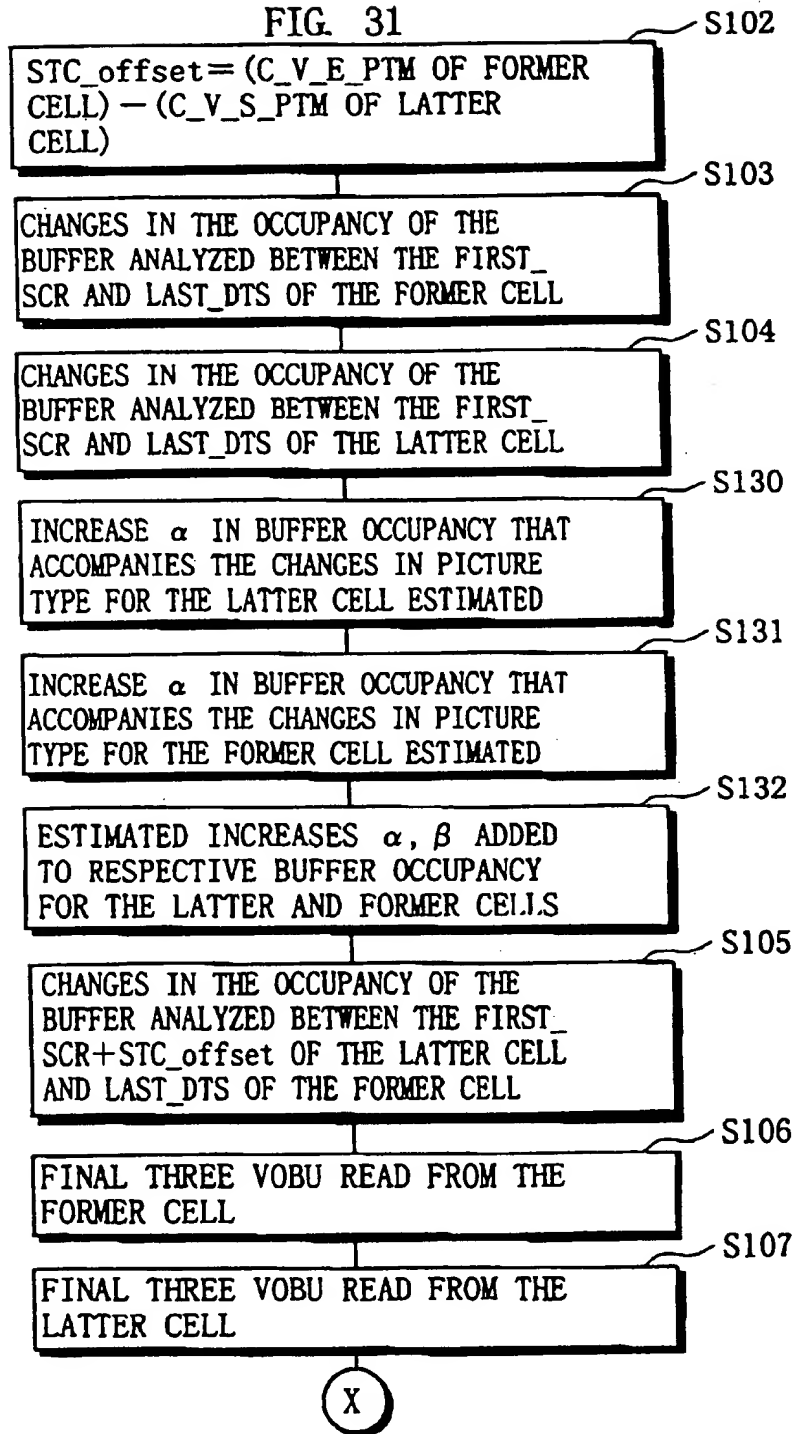 FIG. 31
S102
STC_offset=(C_V_E_PTM OF FORMER
CELL)-(C_V_S_PTM OF LATTER
CELL)
S103
CHANGES IN THE OCCUPANCY OF THE
BUFFER ANALYZED BETWEEN THE FIRST_
SCR AND LAST_DTS OF THE FORMER CELL
S104
CHANGES IN THE OCCUPANCY OF THE
BUFFER ANALYZED BETWEEN THE FIRST_
SCR AND LAST_DTS OF THE LATTER CELL
S130
INCREASE α IN BUFFER OCCUPANCY THAT
ACCOMPANIES THE CHANGES IN PICTURE
TYPE FOR THE LATTER CELL ESTIMATED
S131
INCREASE α IN BUFFER OCCUPANCY THAT
ACCOMPANIES THE CHANGES IN PICTURE
TYPE FOR THE FORMER CELL ESTIMATED
S132
ESTIMATED INCREASES α, β ADDED
TO RESPECTIVE BUFFER OCCUPANCY
FOR THE LATTER AND FORMER CELLS
S105
CHANGES IN THE OCCUPANCY OF THE
BUFFER ANALYZED BETWEEN THE FIRST_
SCR+STC_offset OF THE LATTER CELL
AND LAST_DTS OF THE FORMER CELL
S106
FINAL THREE VOBU READ FROM THE
FORMER CELL
S107
FINAL THREE VOBU READ FROM THE
LATTER CELL
X